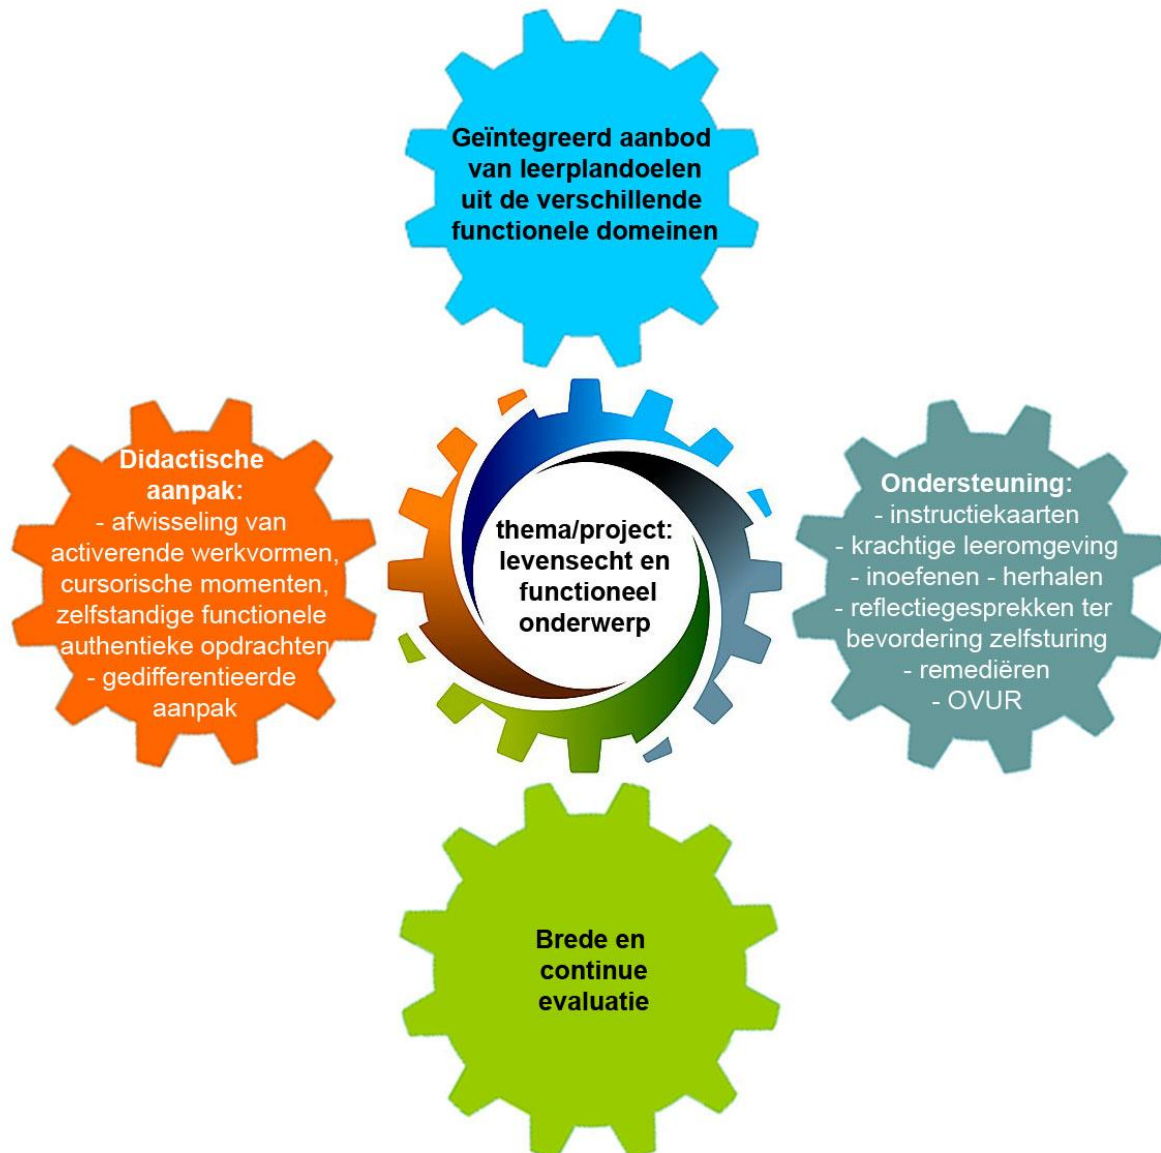 Geïntegreerd aanbod
van leerplandoelen
uit de verschillende
functionele domeinen
Didactische
aanpak:
- afwisseling van
activerende werkvormen,
cursorische momenten,
zelfstandige functionele
authentieke opdrachten
- gedifferentieerde
aanpak
thema/project:
levensecht en
functioneel
onderwerp
Ondersteuning:
- instructiekaarten
- krachtige leeromgeving
- inoefenen - herhalen
- reflectiegesprekken ter
bevordering zelfsturing
- remediëren
- OVUR
Brede en
continue
evaluatie